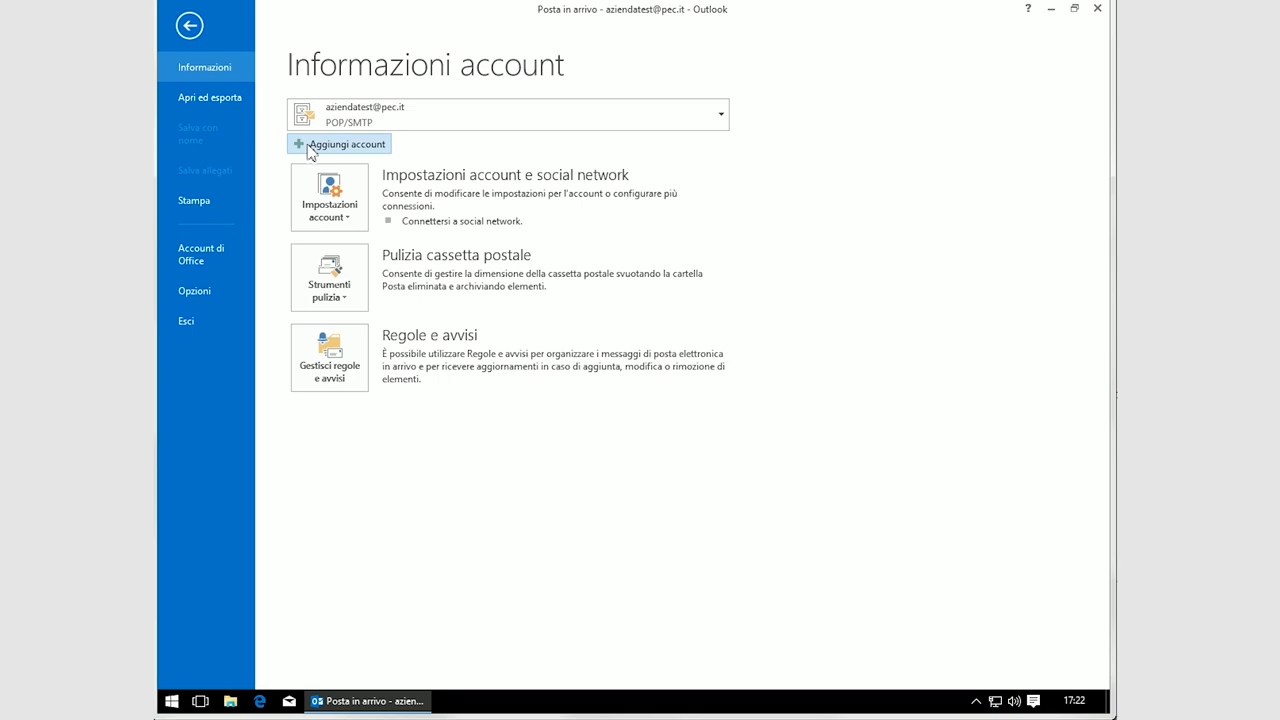 Posta in arrivo - aziendatest@pec.it - Outlook
?
Informazioni
Apri ed esporta
Salva con
nome
Salva allegati
Stampa
Account di
Office
Opzioni
Esci
Informazioni account
aziendatest@pec.it
POP/SMTP
Aggiungi account
Impostazioni
account
Impostazioni account e social network
Consente di modificare le impostazioni per l'account o configurare più
connessioni.
Connettersi a social network.
Strumenti
pulizia
Pulizia cassetta postale
Consente di gestire la dimensione della cassetta postale svuotando la cartella
Posta eliminata e archiviando elementi.
Gestisci regole
e avvisi
Regole e avvisi
È possibile utilizzare Regole e avvisi per organizzare i messaggi di posta elettronica
in arrivo e per ricevere aggiornamenti in caso di aggiunta, modifica o rimozione di
elementi.
Posta in arrivo - azien...
17:22